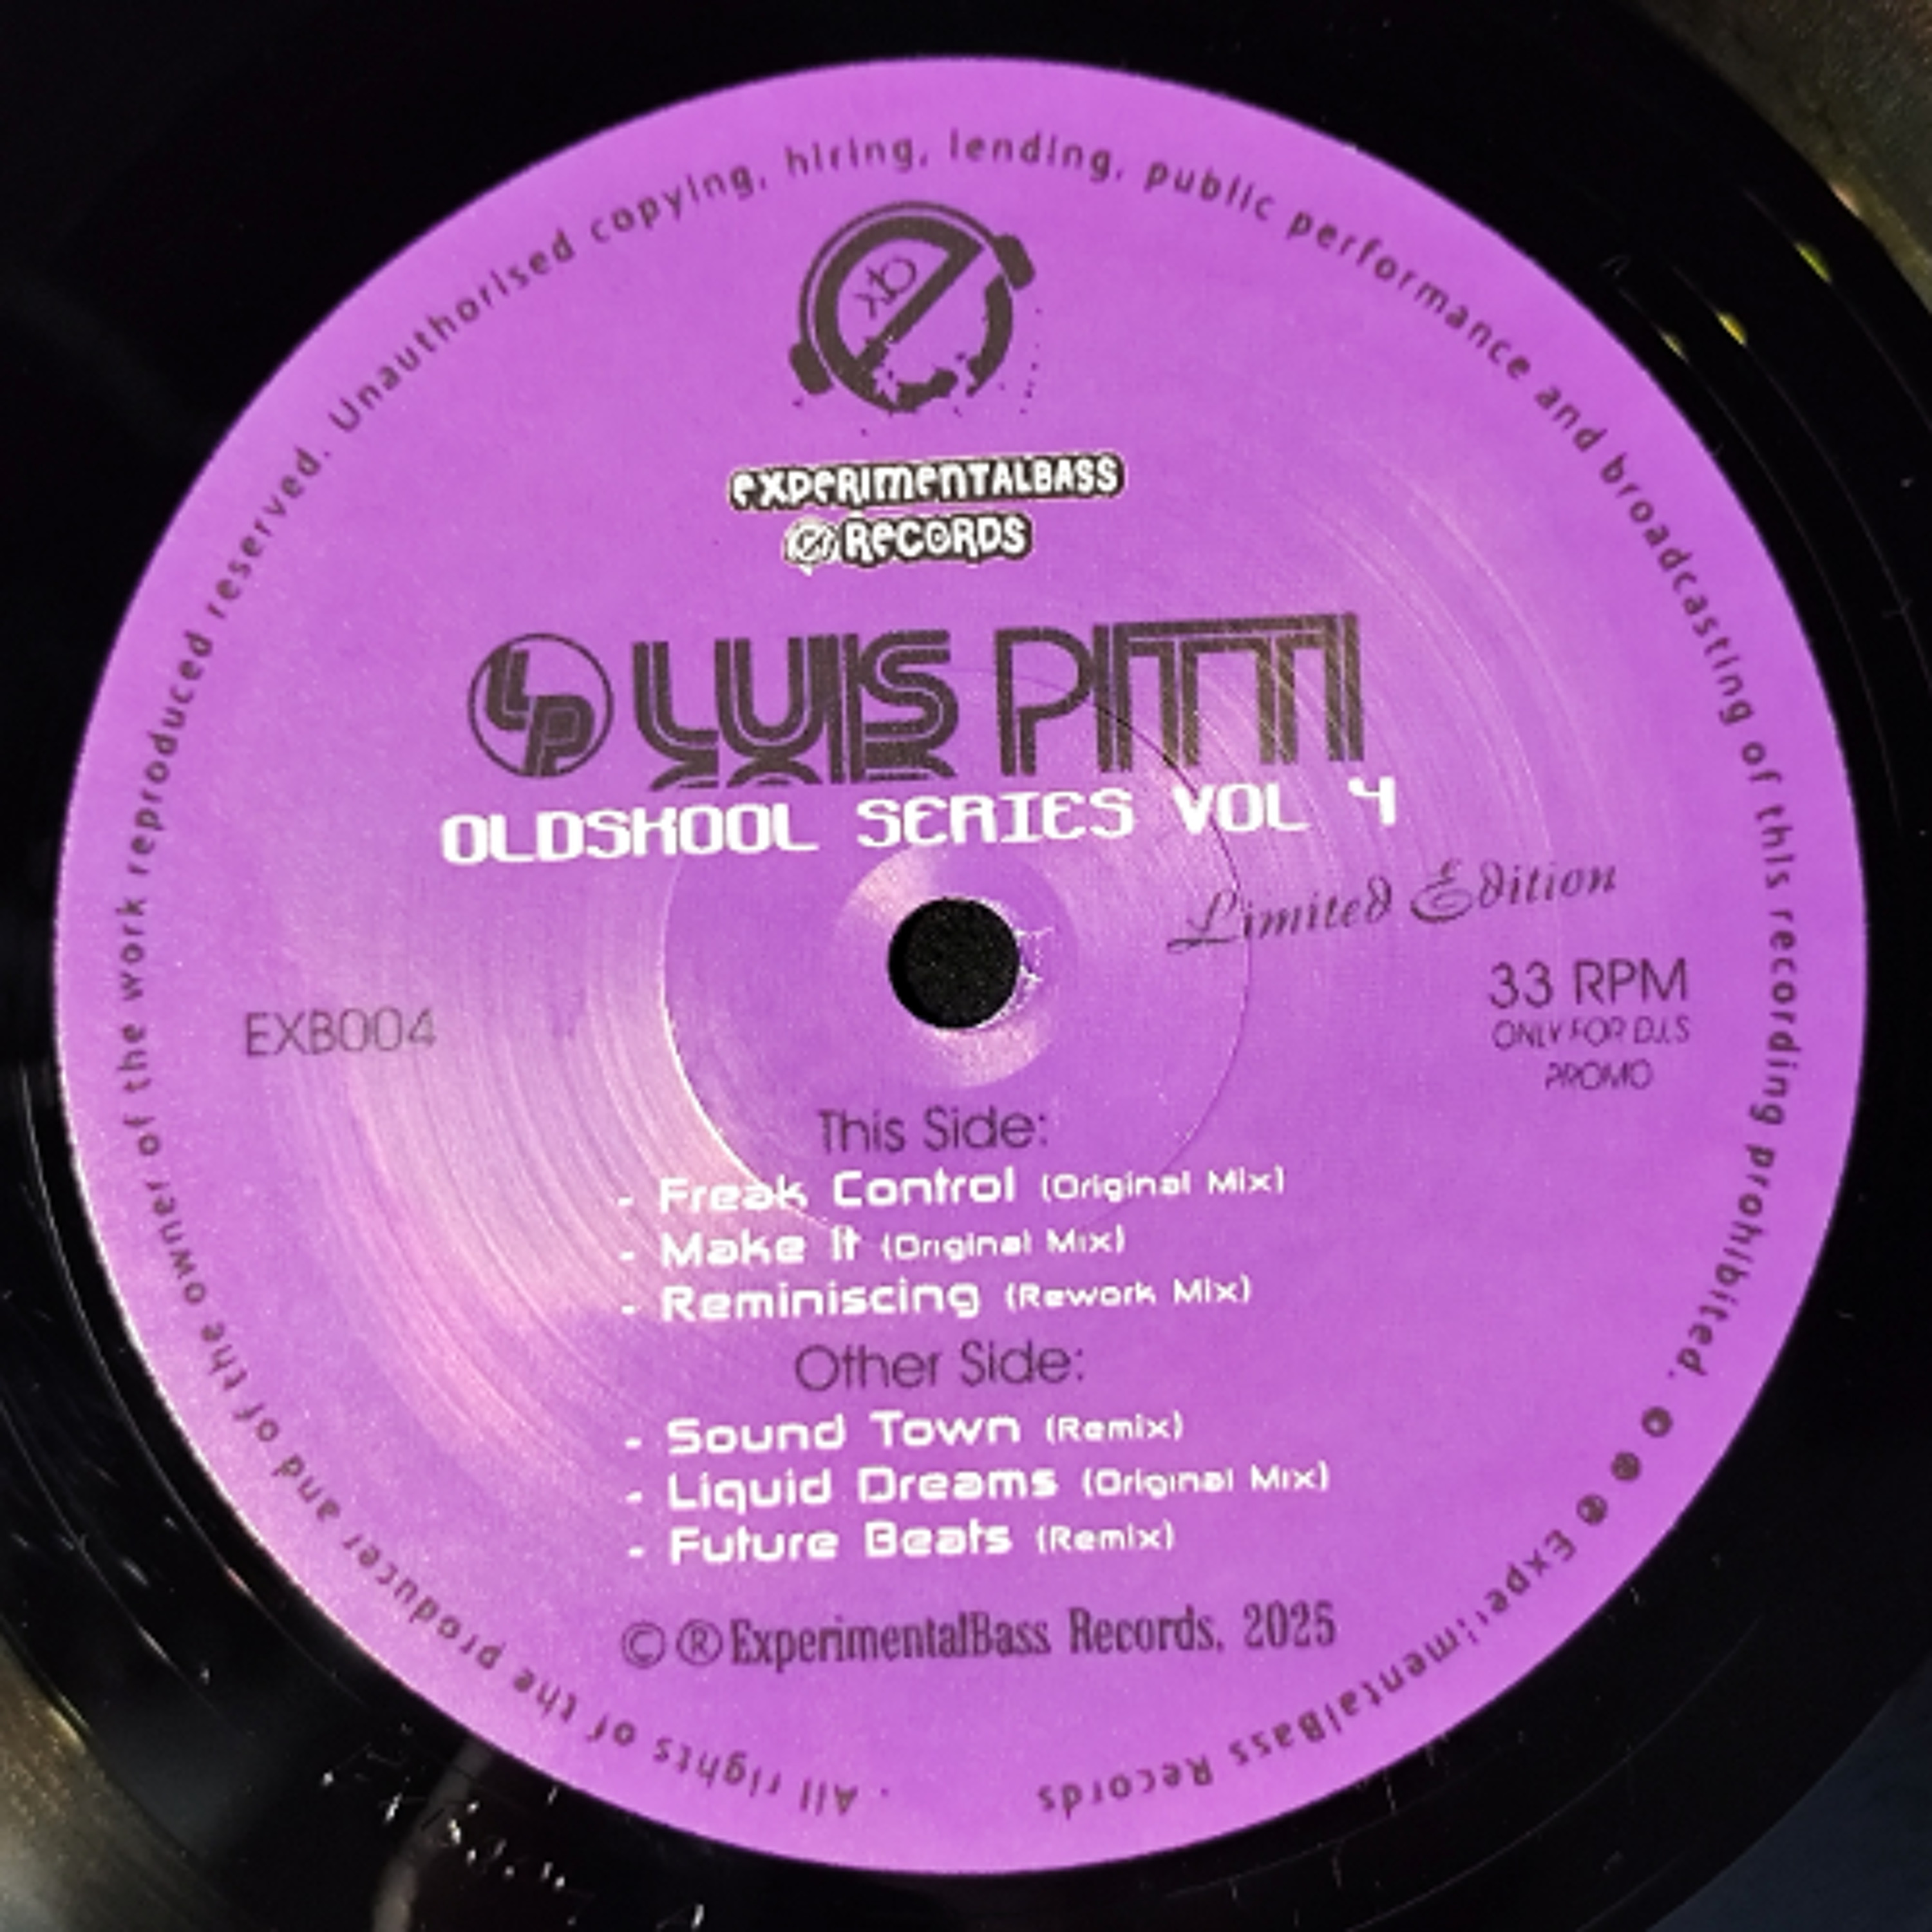 All rights of the producer and of the owner of the work reproduced reserved. Unauthorised copying, hiring, lending, public performance and broadcasting of this recording prohibited.
ExperimentalBass Records
exb
EXPERIMENTALBASS
RECORDS
LP LUIS PITTI
OLDSKOOL SERIES VOL 4
Limited Edition
EXB004
33 RPM
ONLY FOR DJ.S
PROMO
This Side:
- Freak Control (Original Mix)
- Make It (Original Mix)
- Reminiscing (Rework Mix)
Other Side:
- Sound Town (Remix)
- Liquid Dreams (Original Mix)
- Future Beats (Remix)
© ® ExperimentalBass Records, 2025